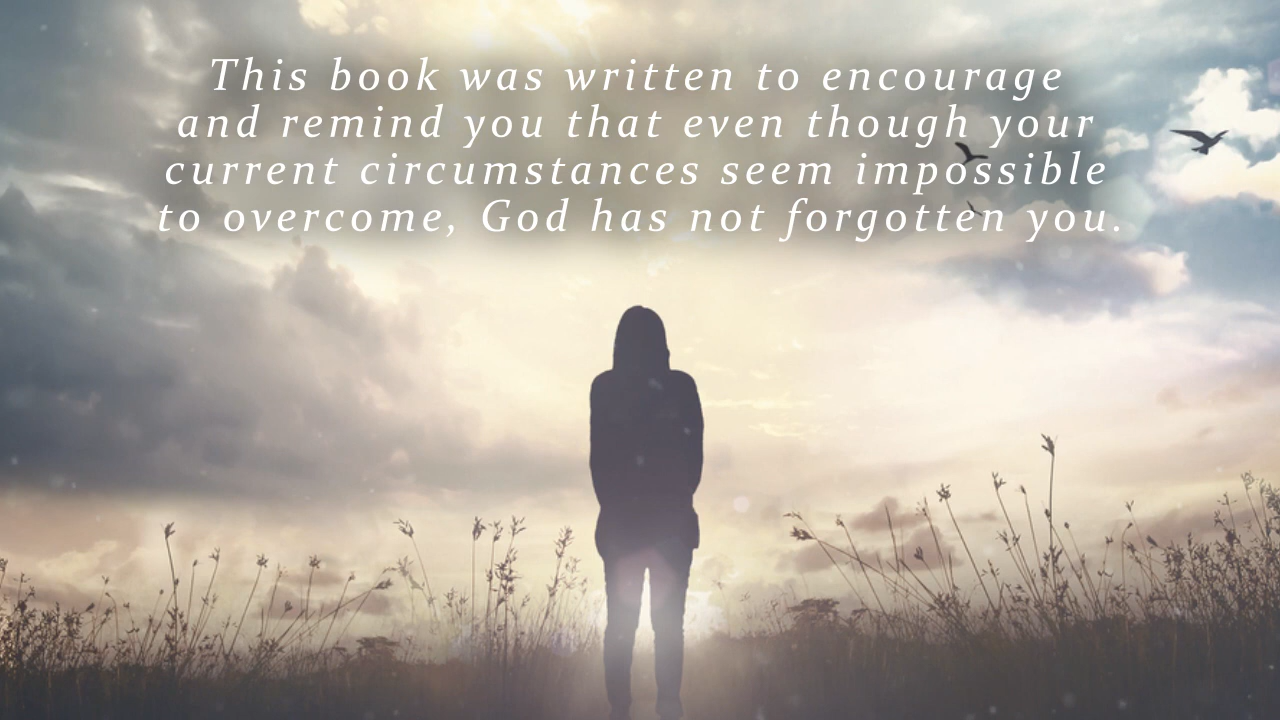 This book was written to encourage
and remind you that even though your
current circumstances seem impossible
to overcome, God has not forgotten you.